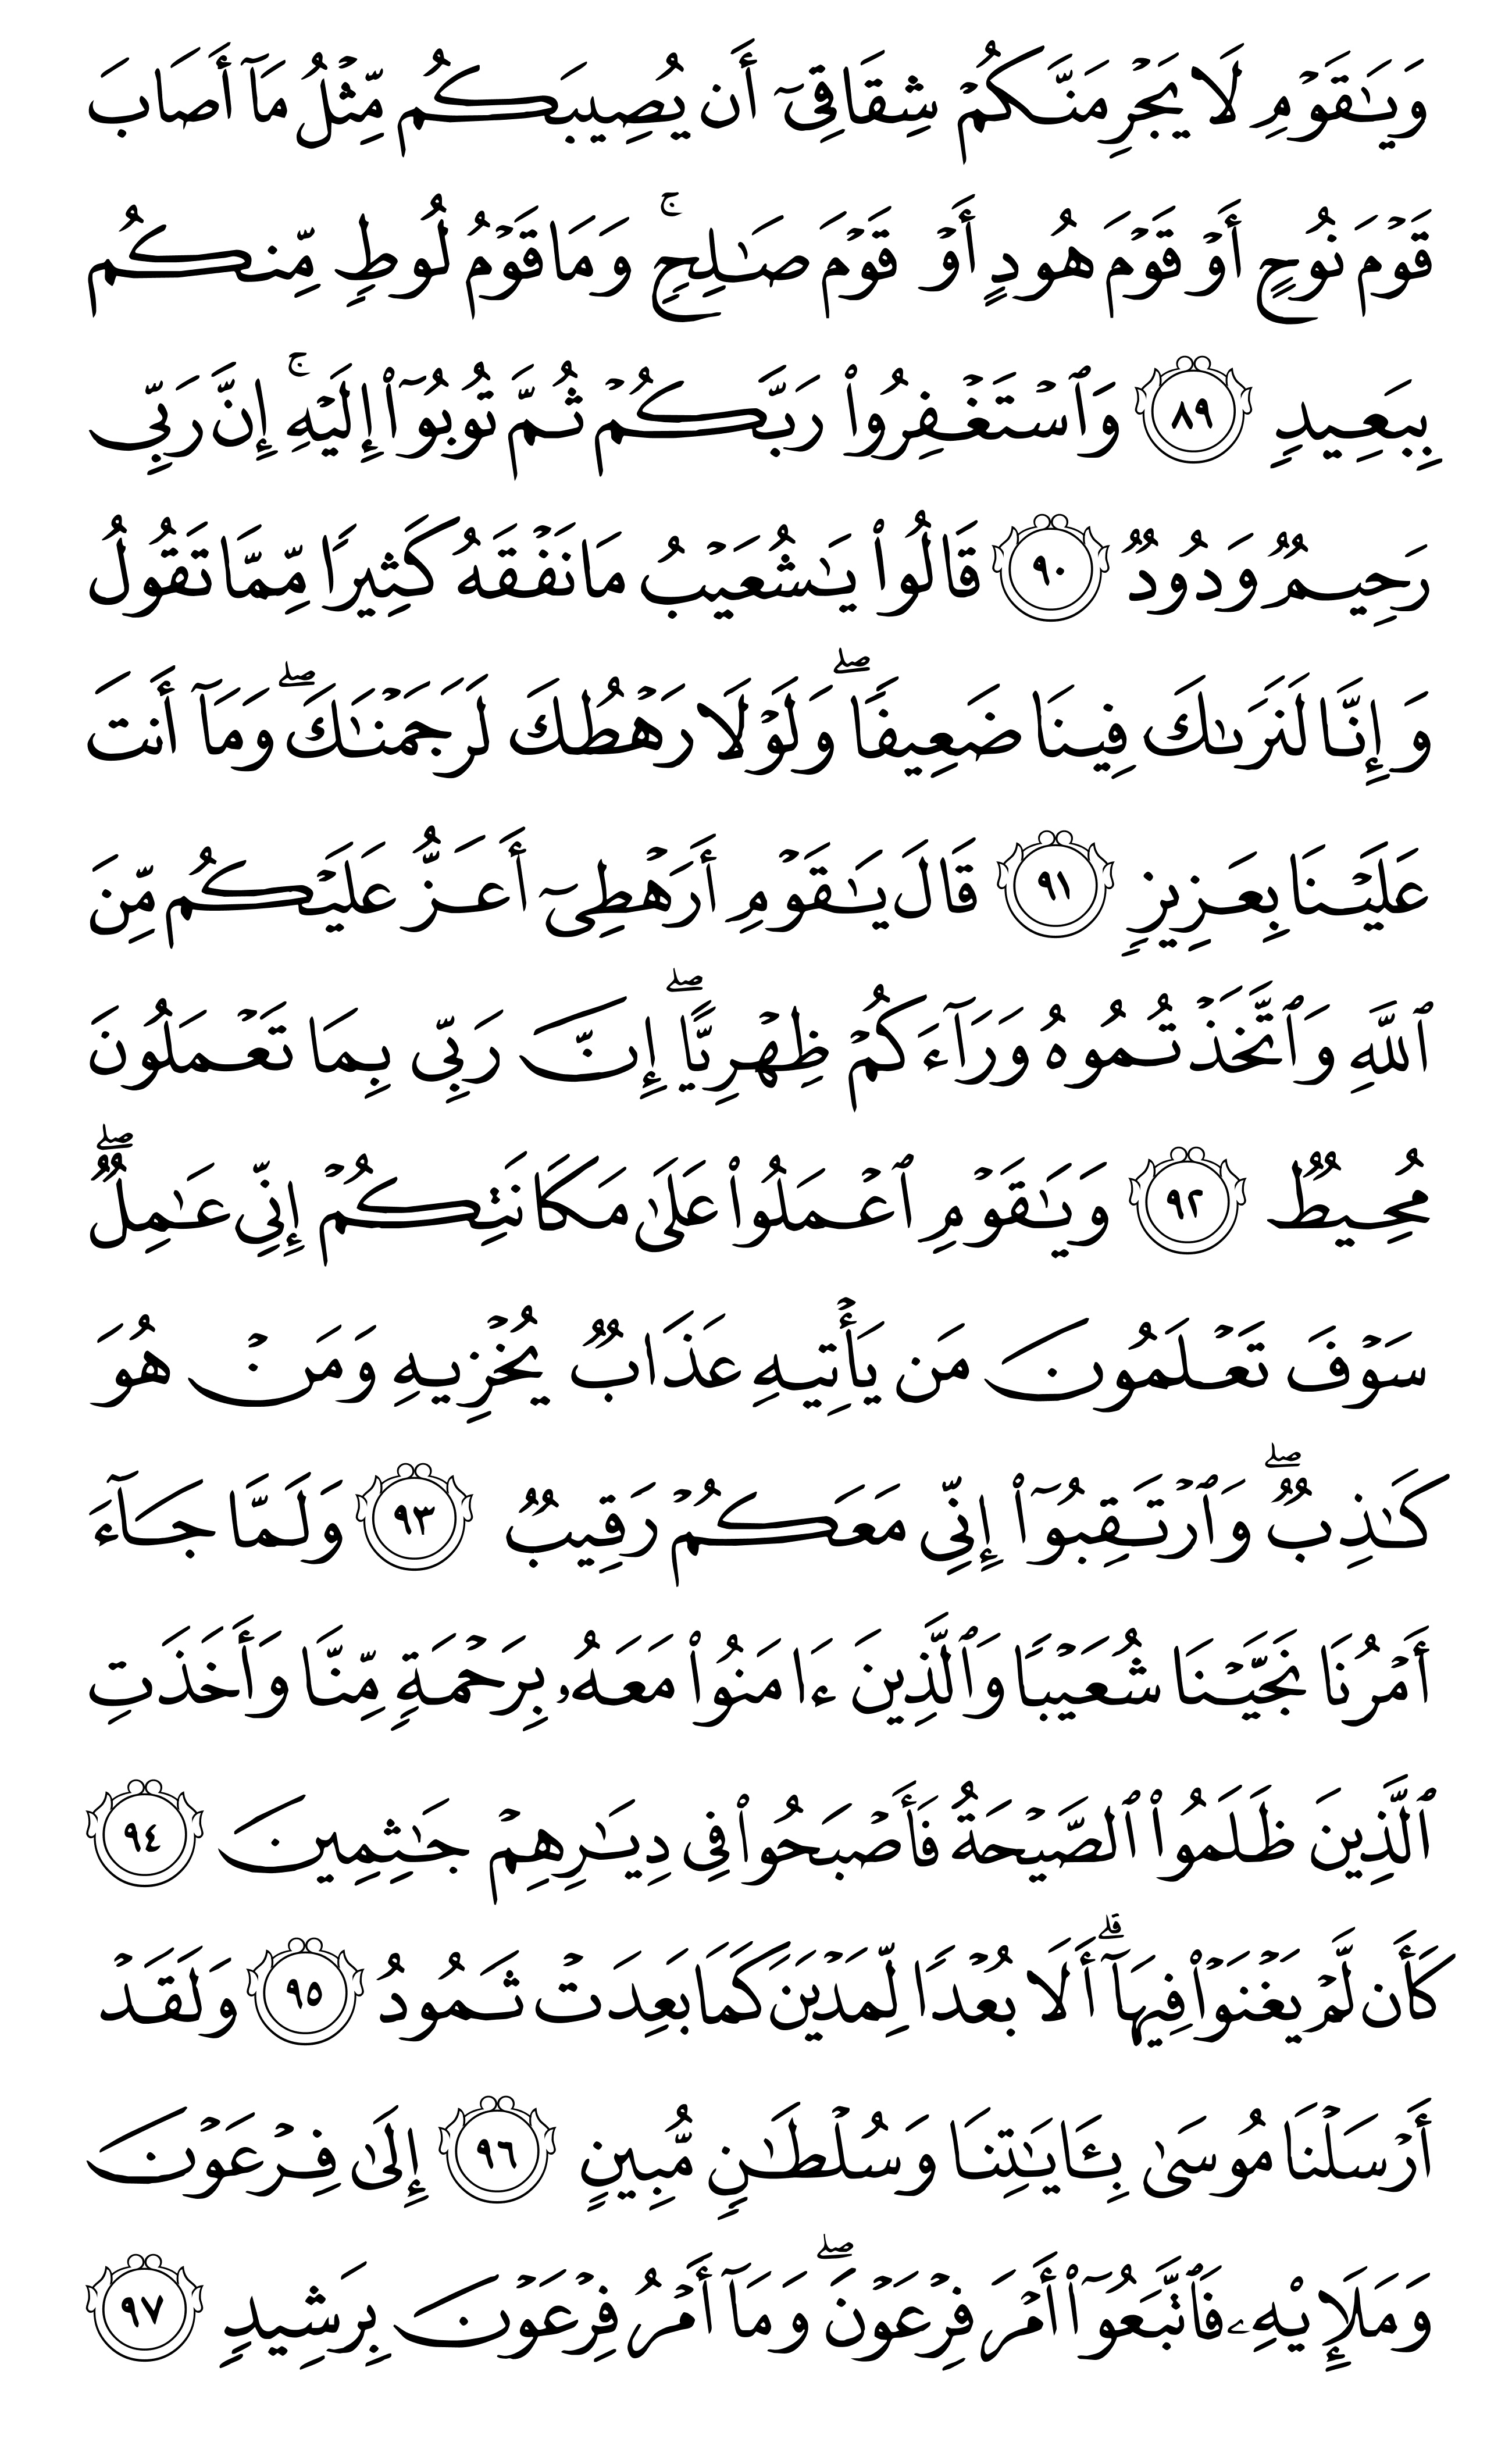 وَيَٰقَوۡمِ لَا يَجۡرِمَنَّكُمۡ شِقَاقِيٓ أَن يُصِيبَكُم مِّثۡلُ مَآ أَصَابَ
قَوۡمَ نُوحٍ أَوۡ قَوۡمَ هُودٍ أَوۡ قَوۡمَ صَٰلِحٖۚ وَمَا قَوۡمُ لُوطٖ مِّنكُم
بِبَعِيدٖ ٨٩ وَٱسۡتَغۡفِرُواْ رَبَّكُمۡ ثُمَّ تُوبُوٓاْ إِلَيۡهِۚ إِنَّ رَبِّي
رَحِيمٞ وَدُودٞ ٩٠ قَالُواْ يَٰشُعَيۡبُ مَا نَفۡقَهُ كَثِيرٗا مِّمَّا تَقُولُ
وَإِنَّا لَنَرَىٰكَ فِينَا ضَعِيفٗاۖ وَلَوۡلَا رَهۡطُكَ لَرَجَمۡنَٰكَۖ وَمَآ أَنتَ
عَلَيۡنَا بِعَزِيزٖ ٩١ قَالَ يَٰقَوۡمِ أَرَهۡطِيٓ أَعَزُّ عَلَيۡكُم مِّنَ
ٱللَّهِ وَٱتَّخَذۡتُمُوهُ وَرَآءَكُمۡ ظِهۡرِيًّاۖ إِنَّ رَبِّي بِمَا تَعۡمَلُونَ
مُحِيطٞ ٩٢ وَيَٰقَوۡمِ ٱعۡمَلُواْ عَلَىٰ مَكَانَتِكُمۡ إِنِّي عَٰمِلٞۖ
سَوۡفَ تَعۡلَمُونَ مَن يَأۡتِيهِ عَذَابٞ يُخۡزِيهِ وَمَنۡ هُوَ
كَٰذِبٞۖ وَٱرۡتَقِبُوٓاْ إِنِّي مَعَكُمۡ رَقِيبٞ ٩٣ وَلَمَّا جَآءَ
أَمۡرُنَا نَجَّيۡنَا شُعَيۡبٗا وَٱلَّذِينَ ءَامَنُواْ مَعَهُۥ بِرَحۡمَةٖ مِّنَّا وَأَخَذَتِ
ٱلَّذِينَ ظَلَمُواْ ٱلصَّيۡحَةُ فَأَصۡبَحُواْ فِي دِيَٰرِهِمۡ جَٰثِمِينَ ٩٤
كَأَن لَّمۡ يَغۡنَوۡاْ فِيهَآۗ أَلَا بُعۡدٗا لِّمَدۡيَنَ كَمَا بَعِدَتۡ ثَمُودُ ٩٥ وَلَقَدۡ
أَرۡسَلۡنَا مُوسَىٰ بِـَٔايَٰتِنَا وَسُلۡطَٰنٖ مُّبِينٍ ٩٦ إِلَىٰ فِرۡعَوۡنَ
وَمَلَإِيْهِۦ فَٱتَّبَعُوٓاْ أَمۡرَ فِرۡعَوۡنَۖ وَمَآ أَمۡرُ فِرۡعَوۡنَ بِرَشِيدٖ ٩٧